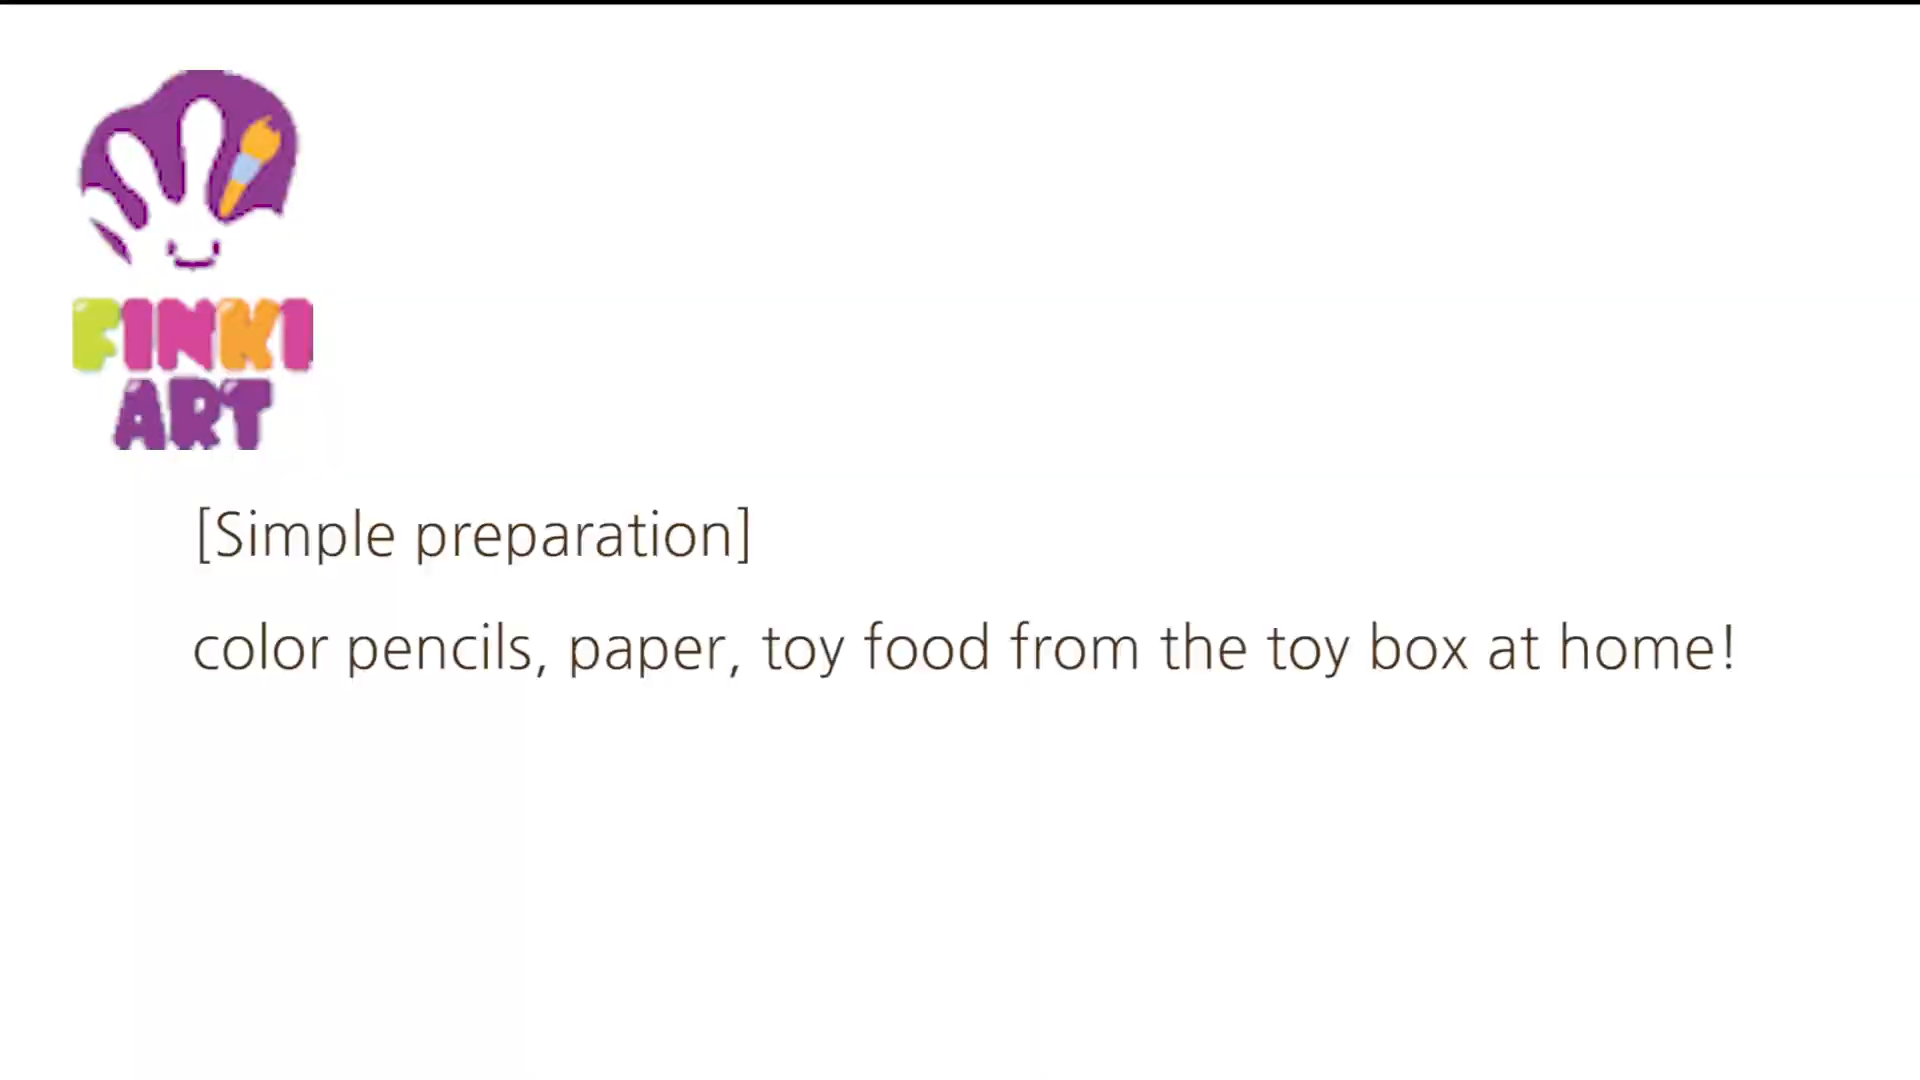 FINKI
ART
[Simple preparation]
color pencils, paper, toy food from the toy box at home!